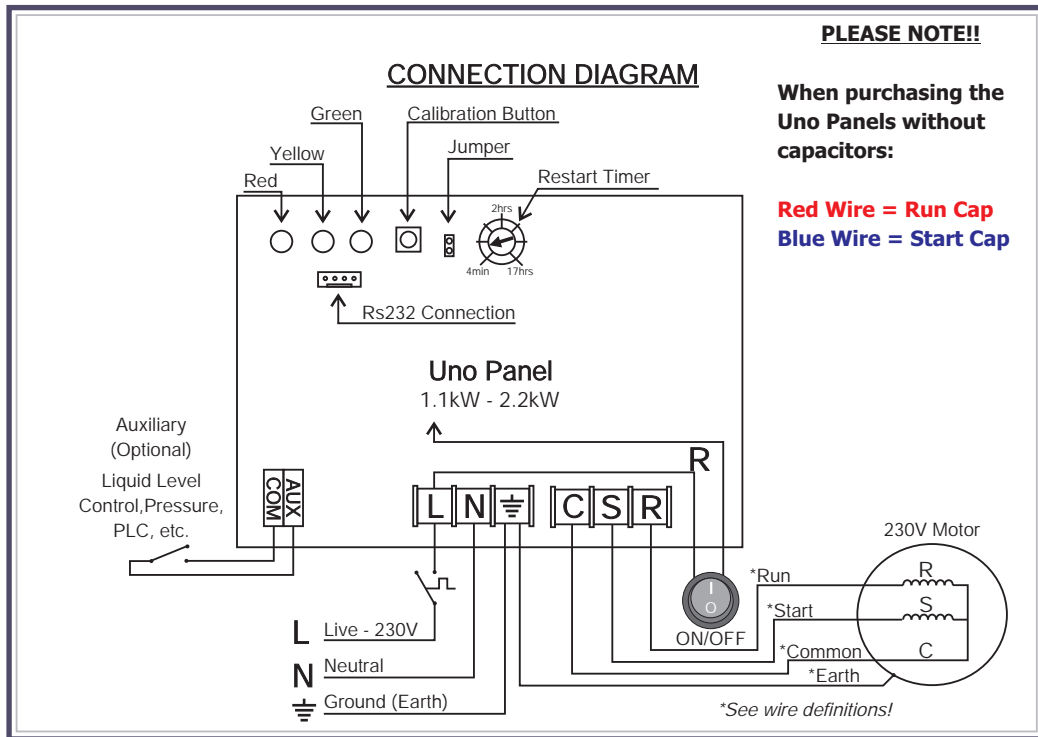 PLEASE NOTE!!
When purchasing the
Uno Panels without
capacitors:
Red Wire = Run Cap
Blue Wire = Start Cap
CONNECTION DIAGRAM
Green
Calibration Button
Yellow
Jumper
Red
Restart Timer
2hrs
4min
17hrs
Rs232 Connection
Uno Panel
1.1kW - 2.2kW
Auxiliary
(Optional)
Liquid Level
Control,Pressure,
PLC, etc.
COM
AUX
R
L
N
C
S
R
230V Motor
R
S
C
*Run
*Start
*Common
*Earth
I
O
ON/OFF
L Live - 230V
N Neutral
Ground (Earth)
*See wire definitions!